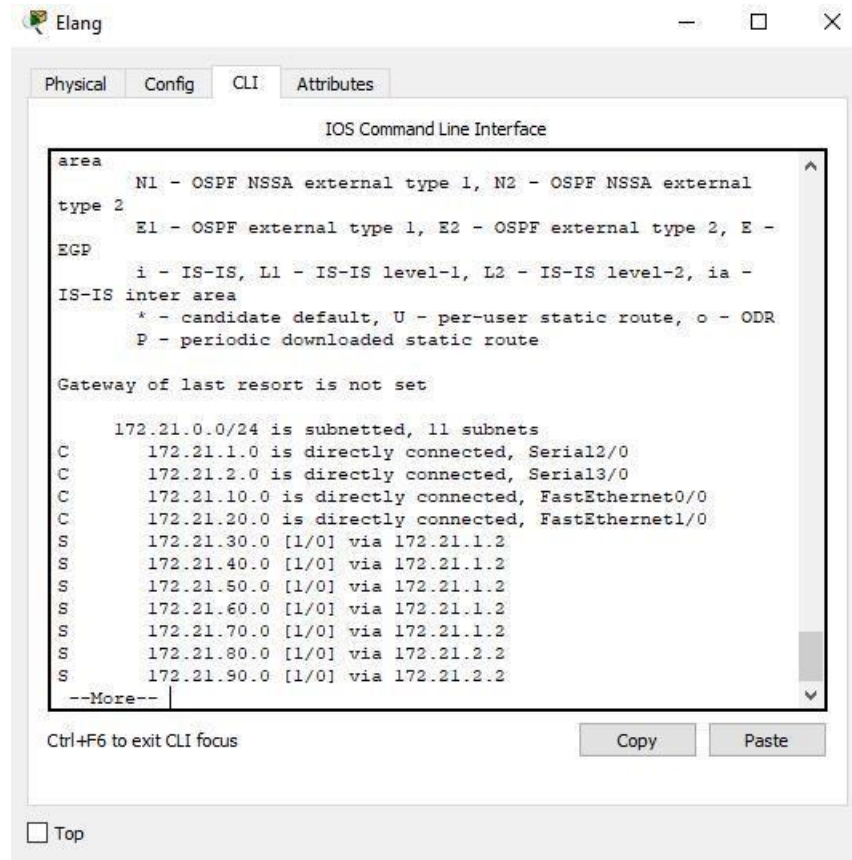 Elang
Physical Config CLI Attributes
IOS Command Line Interface
area
N1 - OSPF NSSA external type 1, N2 - OSPF NSSA external
type 2
E1 - OSPF external type 1, E2 - OSPF external type 2, E -
EGP
i - IS-IS, L1 - IS-IS level-1, L2 - IS-IS level-2, ia -
IS-IS inter area
* - candidate default, U - per-user static route, o - ODR
P - periodic downloaded static route
Gateway of last resort is not set
172.21.0.0/24 is subnetted, 11 subnets
C 172.21.1.0 is directly connected, Serial2/0
C 172.21.2.0 is directly connected, Serial3/0
C 172.21.10.0 is directly connected, FastEthernet0/0
C 172.21.20.0 is directly connected, FastEthernet1/0
S 172.21.30.0 [1/0] via 172.21.1.2
S 172.21.40.0 [1/0] via 172.21.1.2
S 172.21.50.0 [1/0] via 172.21.1.2
S 172.21.60.0 [1/0] via 172.21.1.2
S 172.21.70.0 [1/0] via 172.21.1.2
S 172.21.80.0 [1/0] via 172.21.2.2
S 172.21.90.0 [1/0] via 172.21.2.2
--More--
Ctrl+F6 to exit CLI focus Copy Paste
Top